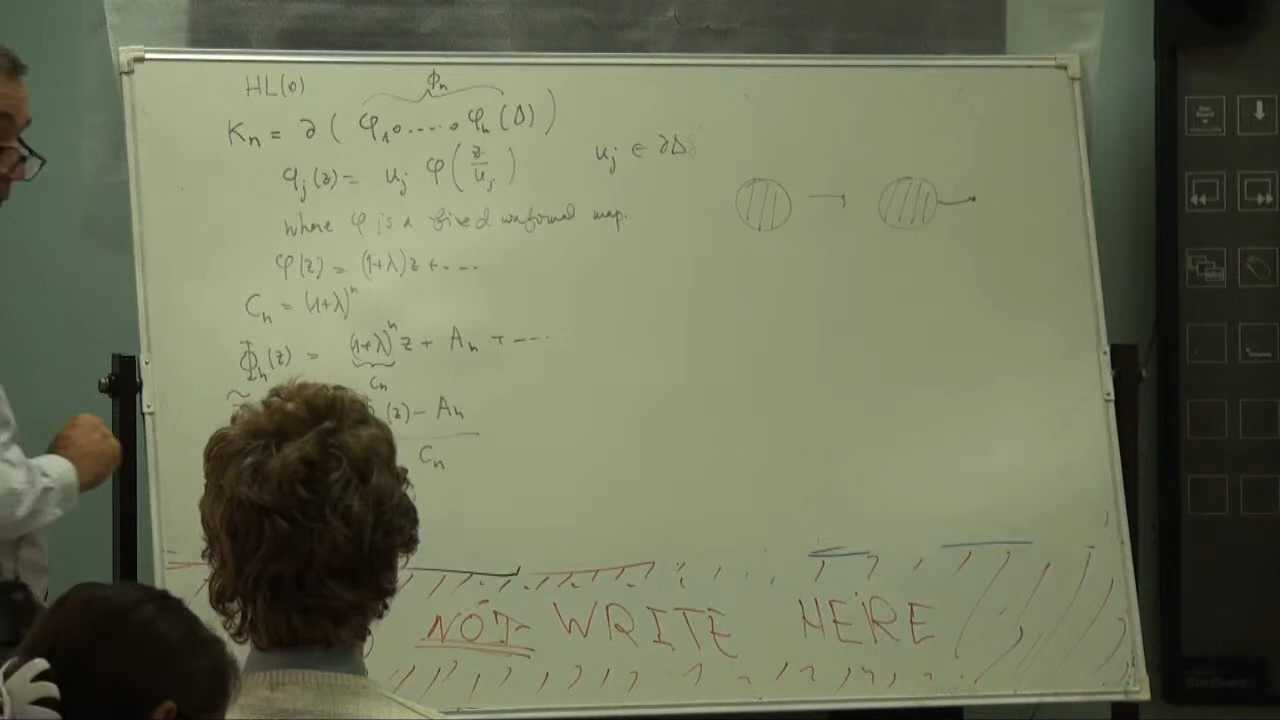 HL(0)
Φₙ
Kₙ = ∂ ( φ₁∘.....∘φₙ (Δ) )
φⱼ(z) = uⱼ φ( z/uⱼ ) uⱼ ∈ ∂Δ
where φ is a fixed conformal map.
φ(z) = (1+λ)z + ...
Cₙ = (1+λ)ⁿ
Φₙ(z) = (1+λ)ⁿ z + Aₙ + ...
Cₙ
(z) - Aₙ
Cₙ
NOT WRITE HERE